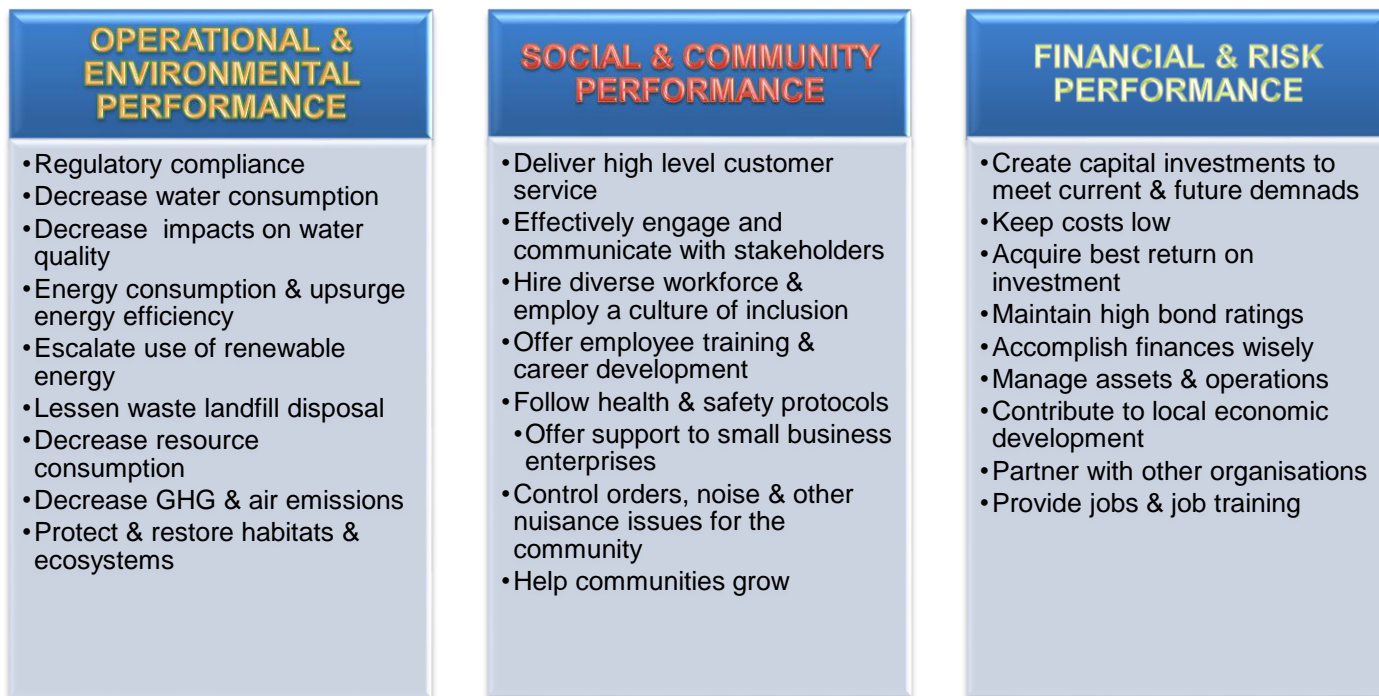 OPERATIONAL &
ENVIRONMENTAL
PERFORMANCE
•Regulatory compliance
•Decrease water consumption
•Decrease  impacts on water
quality
•Energy consumption & upsurge
energy efficiency
•Escalate use of renewable
energy
•Lessen waste landfill disposal
•Decrease resource
consumption
•Decrease GHG & air emissions
•Protect & restore habitats &
ecosystems
SOCIAL & COMMUNITY
PERFORMANCE
•Deliver high level customer
service
•Effectively engage and
communicate with stakeholders
•Hire diverse workforce &
employ a culture of inclusion
•Offer employee training &
career development
•Follow health & safety protocols
•Offer support to small business
enterprises
•Control orders, noise & other
nuisance issues for the
community
•Help communities grow
FINANCIAL & RISK
PERFORMANCE
•Create capital investments to
meet current & future demnads
•Keep costs low
•Acquire best return on
investment
•Maintain high bond ratings
•Accomplish finances wisely
•Manage assets & operations
•Contribute to local economic
development
•Partner with other organisations
•Provide jobs & job training